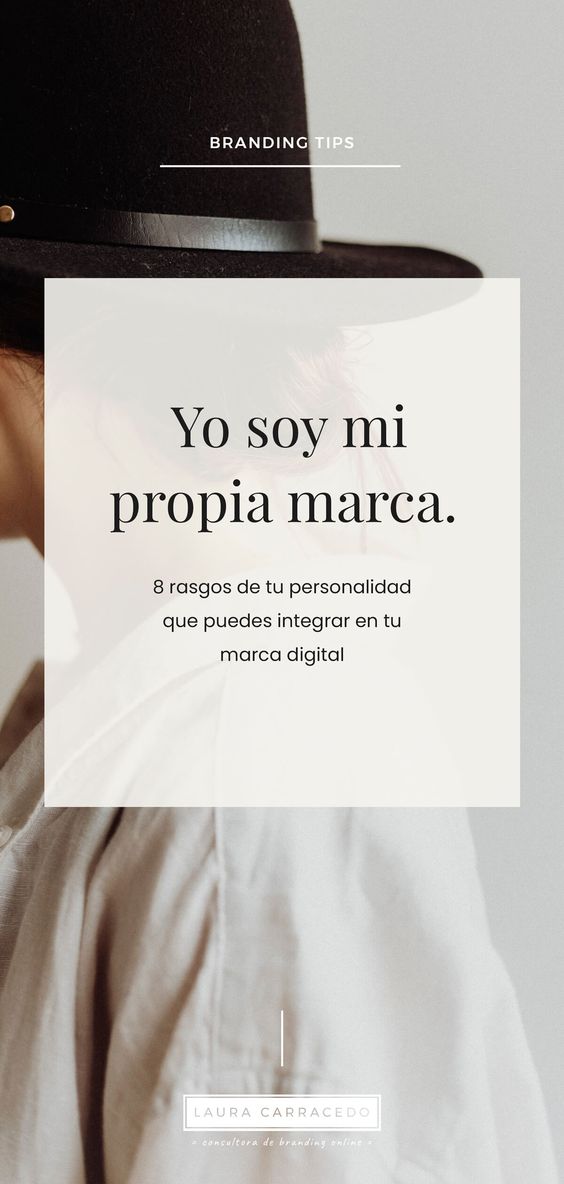 BRANDING TIPS
Yo soy mi
propia marca.
8 rasgos de tu personalidad
que puedes integrar en tu
marca digital
LAURA CARRACEDO
• consultora de branding online •